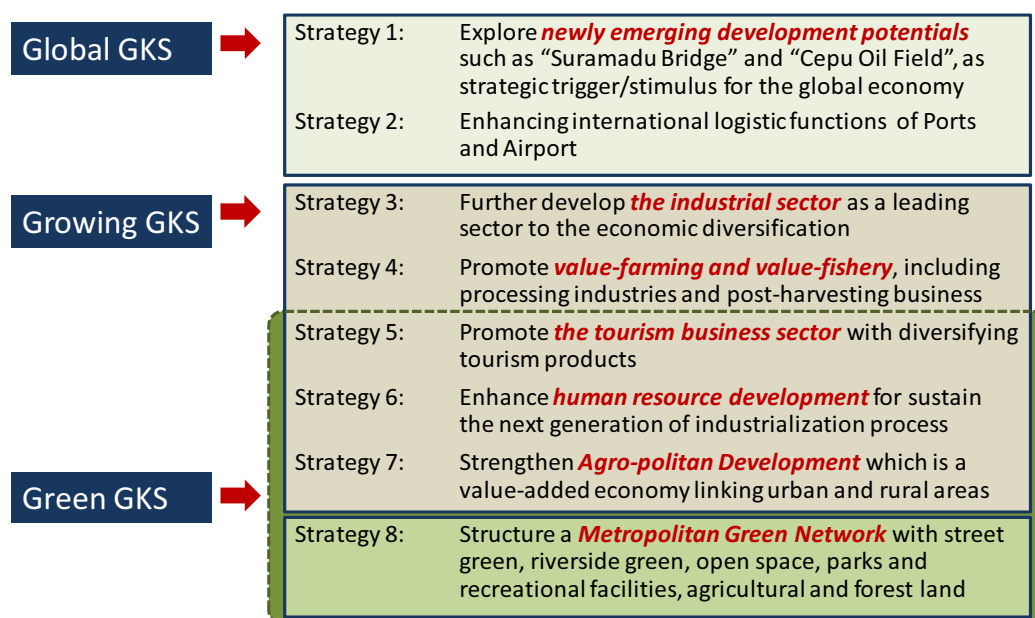 Global GKS
Strategy 1: Explore newly emerging development potentials
such as “Suramadu Bridge” and “Cepu Oil Field”, as
strategic trigger/stimulus for the global economy
Strategy 2: Enhancing international logistic functions of Ports
and Airport
Growing GKS
Strategy 3: Further develop the industrial sector as a leading
sector to the economic diversification
Strategy 4: Promote value-farming and value-fishery, including
processing industries and post-harvesting business
Strategy 5: Promote the tourism business sector with diversifying
tourism products
Strategy 6: Enhance human resource development for sustain
the next generation of industrialization process
Strategy 7: Strengthen Agro-politan Development which is a
value-added economy linking urban and rural areas
Green GKS
Strategy 8: Structure a Metropolitan Green Network with street
green, riverside green, open space, parks and
recreational facilities, agricultural and forest land